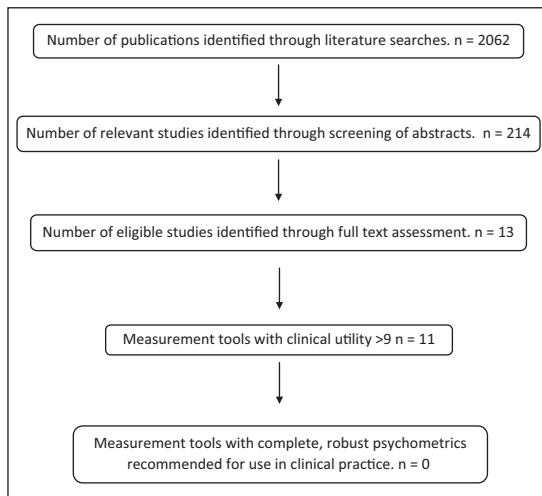 Number of publications identified through literature searches. n = 2062
Number of relevant studies identified through screening of abstracts. n = 214
Number of eligible studies identified through full text assessment. n = 13
Measurement tools with clinical utility >9 n = 11
Measurement tools with complete, robust psychometrics
recommended for use in clinical practice. n = 0